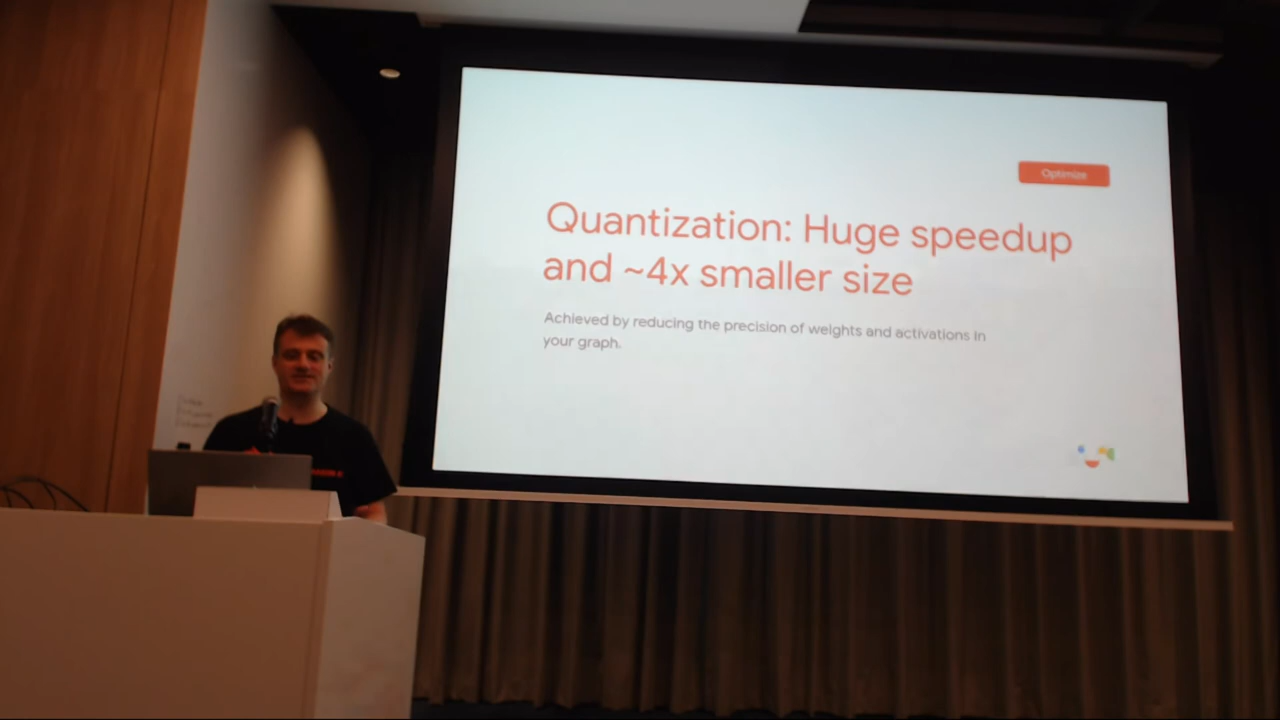 Optimize
Quantization: Huge speedup
and ~4x smaller size
Achieved by reducing the precision of weights and activations in
your graph.